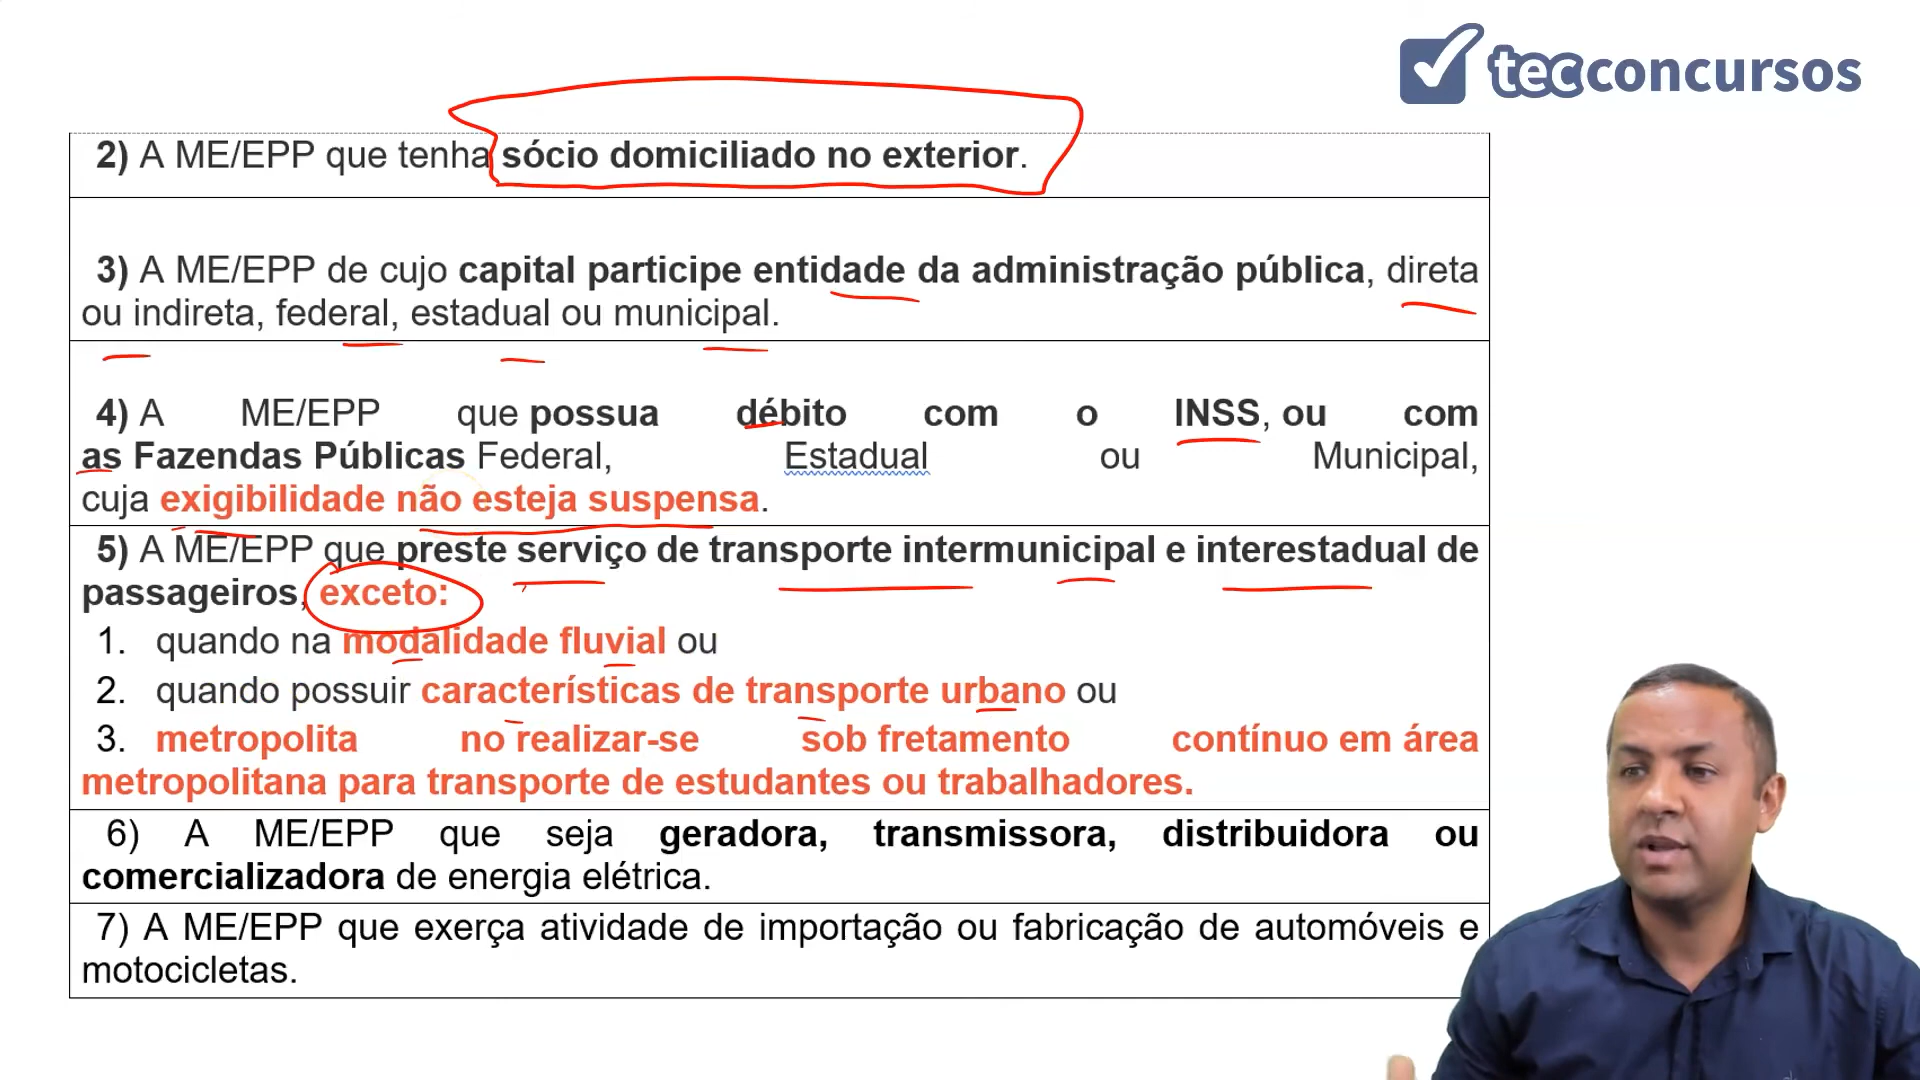 tecconcursos
2) A ME/EPP que tenha sócio domiciliado no exterior.
3) A ME/EPP de cujo capital participe entidade da administração pública, direta
ou indireta, federal, estadual ou municipal.
4) A ME/EPP que possua débito com o INSS, ou com
as Fazendas Públicas Federal, Estadual ou Municipal,
cuja exigibilidade não esteja suspensa.
5) A ME/EPP que preste serviço de transporte intermunicipal e interestadual de
passageiros, exceto:
1. quando na modalidade fluvial ou
2. quando possuir características de transporte urbano ou
3. metropolita no realizar-se sob fretamento contínuo em área
metropolitana para transporte de estudantes ou trabalhadores.
6) A ME/EPP que seja geradora, transmissora, distribuidora ou
comercializadora de energia elétrica.
7) A ME/EPP que exerça atividade de importação ou fabricação de automóveis e
motocicletas.